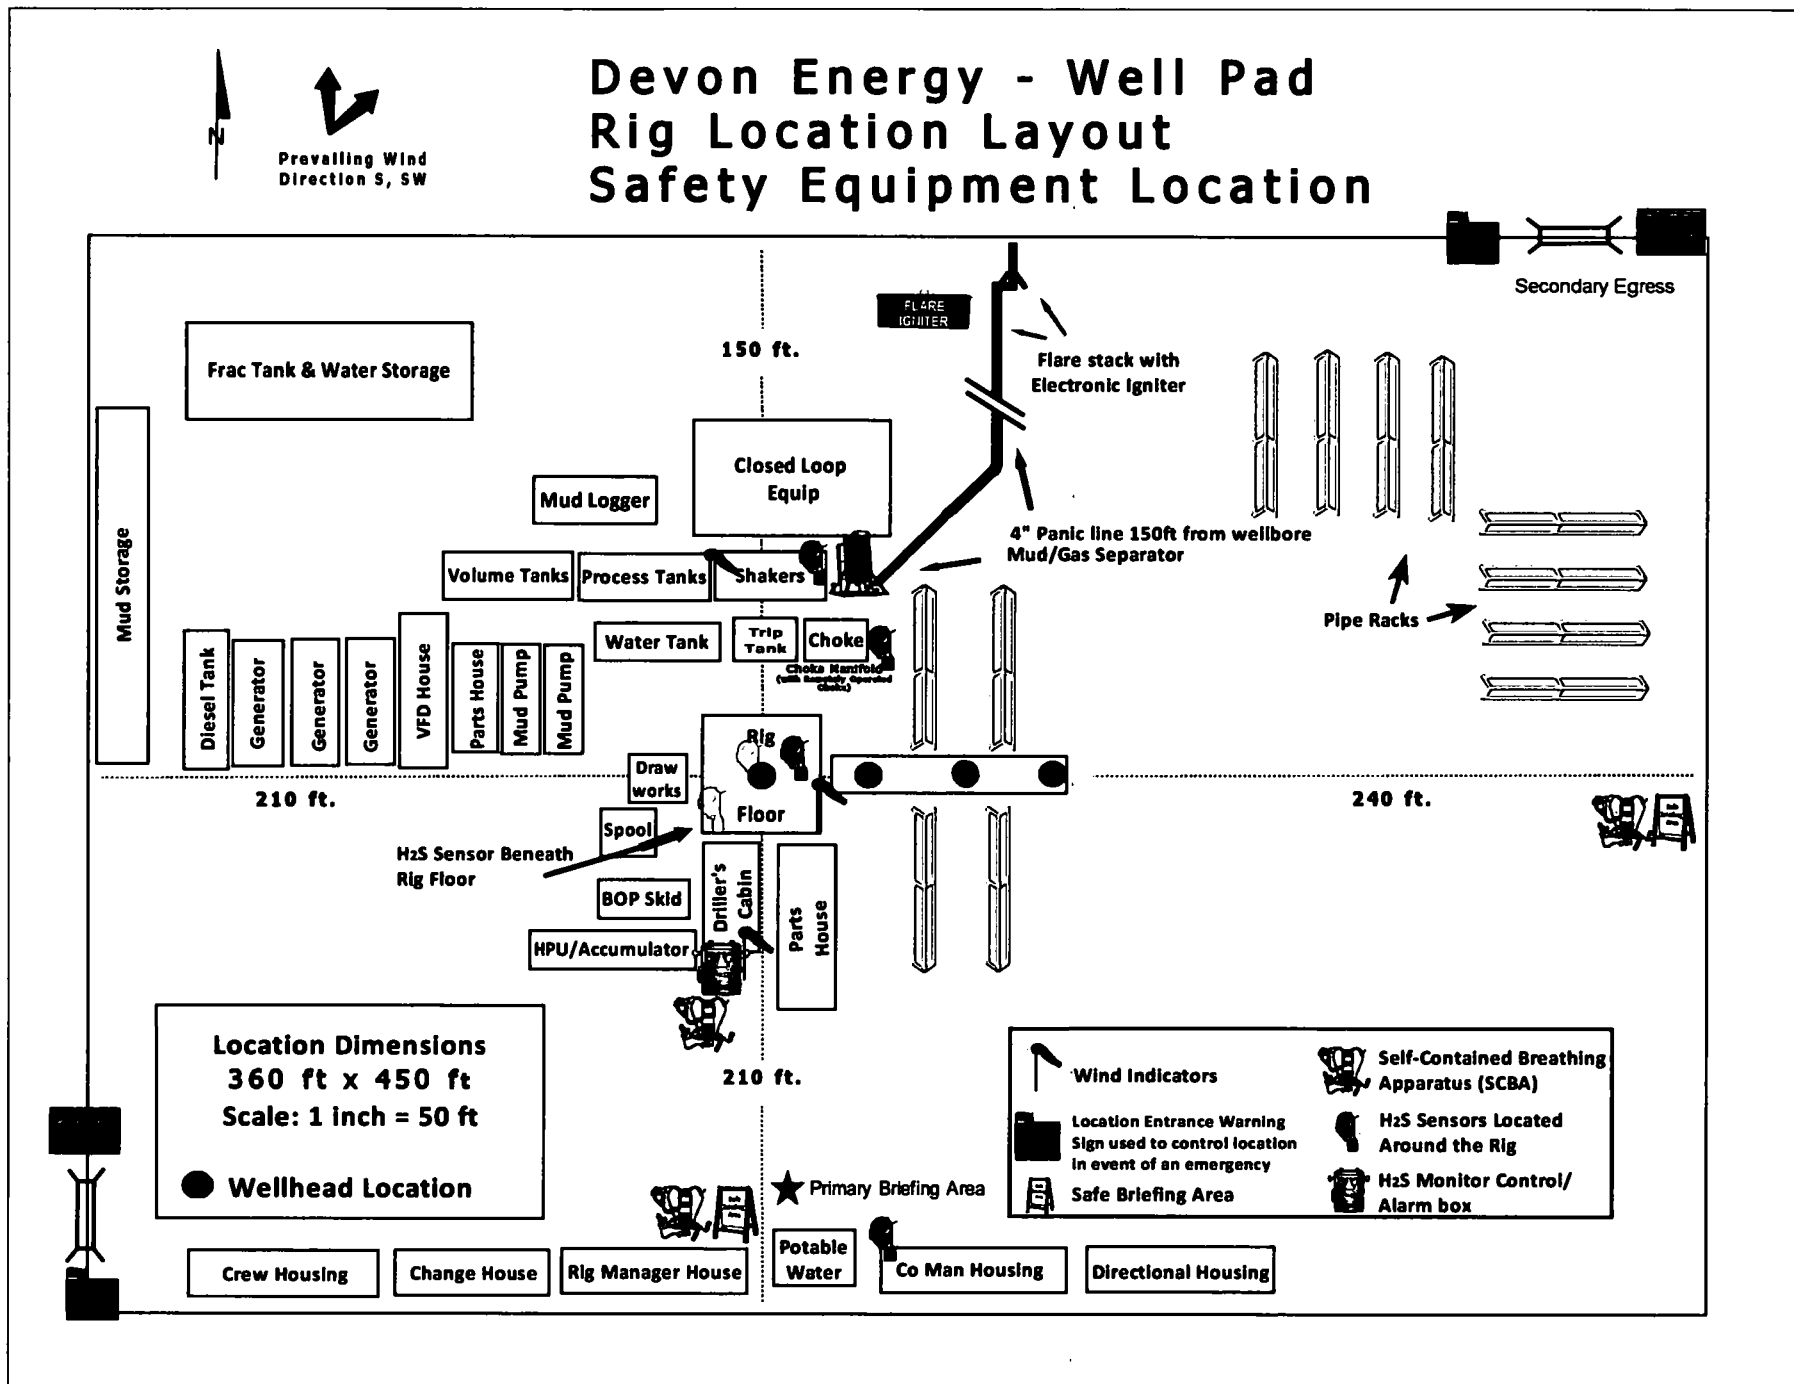 Devon Energy - Well Pad
Rig Location Layout
Safety Equipment Location
N
Prevailing Wind
Direction S, SW
Secondary Egress
FLARE
IGNITER
150 ft.
Flare stack with
Electronic Igniter
Frac Tank & Water Storage
Closed Loop
Equip
Mud Logger
4" Panic line 150ft from wellbore
Mud/Gas Separator
Mud Storage
Volume Tanks
Process Tanks
Shakers
Pipe Racks
Water Tank
Trip
Tank
Choke
Choke Manifold
(with Remotely Operated
Choke)
Diesel Tank
Generator
Generator
Generator
VFD House
Parts House
Mud Pump
Mud Pump
Rig
Floor
Draw
works
210 ft.
240 ft.
Spool
H2S Sensor Beneath
Rig Floor
BOP Skid
Driller's
Cabin
Parts
House
HPU/Accumulator
Location Dimensions
360 ft x 450 ft
Scale: 1 inch = 50 ft
Wellhead Location
210 ft.
Wind Indicators
Location Entrance Warning
Sign used to control location
in event of an emergency
Safe Briefing Area
Self-Contained Breathing
Apparatus (SCBA)
H2S Sensors Located
Around the Rig
H2S Monitor Control/
Alarm box
Primary Briefing Area
Crew Housing
Change House
Rig Manager House
Potable
Water
Co Man Housing
Directional Housing